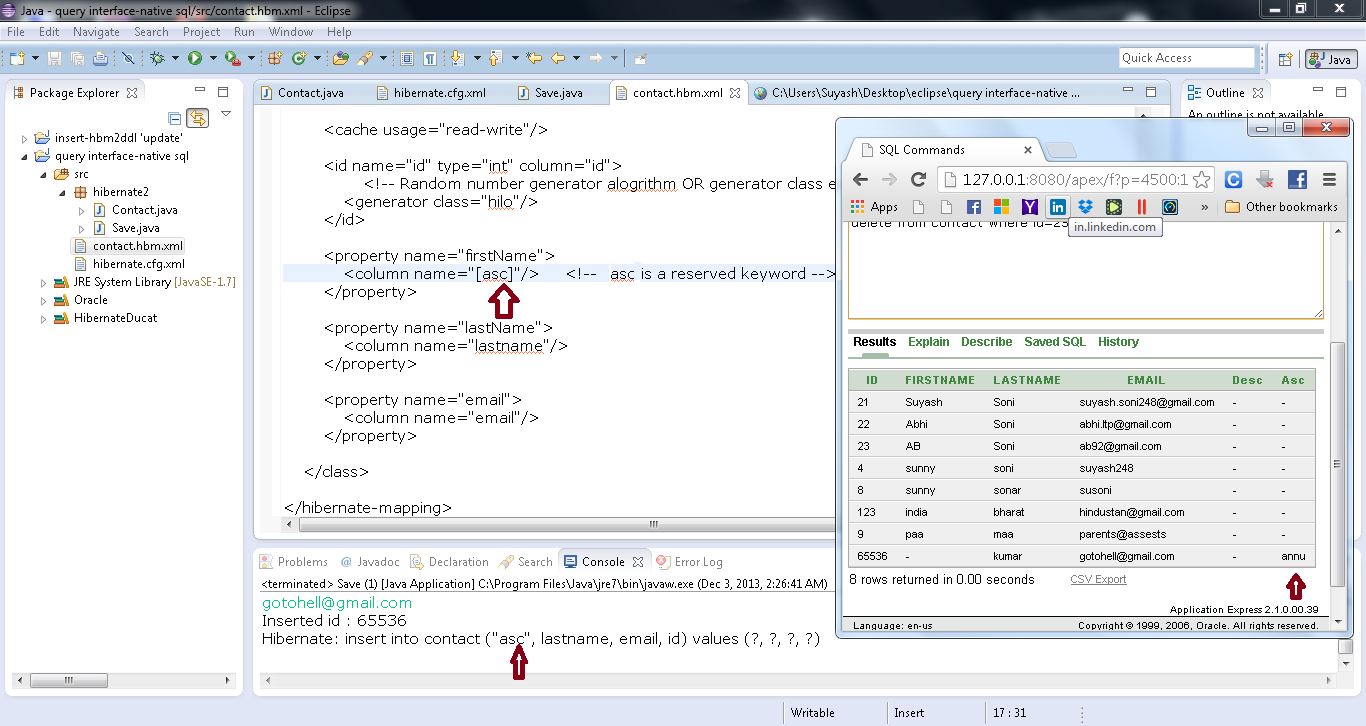 Java - query interface-native sql/src/contact.hbm.xml - Eclipse
File Edit Navigate Search Project Run Window Help
Quick Access
Java
Package Explorer
insert-hbm2ddl 'update'
query interface-native sql
src
hibernate2
Contact.java
Save.java
contact.hbm.xml
hibernate.cfg.xml
JRE System Library [JavaSE-1.7]
Oracle
HibernateDucat
Contact.java hibernate.cfg.xml Save.java contact.hbm.xml C:\Users\Suyash\Desktop\eclipse\query interface-native ...
<cache usage="read-write"/>
<id name="id" type="int" column="id">
<!-- Random number generator alogrithm OR generator class e
<generator class="hilo"/>
</id>
<property name="firstName">
<column name="[asc]"/> <!-- asc is a reserved keyword -->
</property>
<property name="lastName">
<column name="lastname"/>
</property>
<property name="email">
<column name="email"/>
</property>
</class>
</hibernate-mapping>
Outline
An outline is not available.
SQL Commands
127.0.0.1:8080/apex/f?p=4500:1
Apps
» Other bookmarks
in.linkedin.com
delete from contact where id=25
Results Explain Describe Saved SQL History
ID FIRSTNAME LASTNAME EMAIL Desc Asc
21 Suyash Soni suyash.soni248@gmail.com - -
22 Abhi Soni abhi.ltp@gmail.com - -
23 AB Soni ab92@gmail.com - -
4 sunny soni suyash248 - -
8 sunny sonar susoni - -
123 india bharat hindustan@gmail.com - -
9 paa maa parents@assests - -
65536 - kumar gotohell@gmail.com - annu
8 rows returned in 0.00 seconds CSV Export
Application Express 2.1.0.00.39
Language: en-us Copyright © 1999, 2006, Oracle. All rights reserved.
Problems Javadoc Declaration Search Console Error Log
<terminated> Save (1) [Java Application] C:\Program Files\Java\jre7\bin\javaw.exe (Dec 3, 2013, 2:26:41 AM)
gotohell@gmail.com
Inserted id : 65536
Hibernate: insert into contact ("asc", lastname, email, id) values (?, ?, ?, ?)
Writable Insert 17 : 31